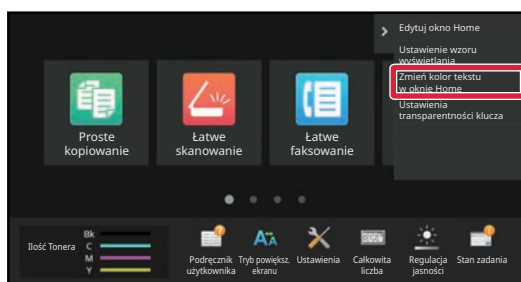 Edytuj okno Home
Ustawienie wzoru
wyświetlania
Zmień kolor tekstu
w oknie Home
Ustawienia
transparentności klucza
Proste
kopiowanie
Łatwe
skanowanie
Łatwe
faksowanie
Ilość Tonera
Bk
C
M
Y
Podręcznik
użytkownika
Tryb powiększ.
ekranu
Ustawienia
Całkowita
liczba
Regulacja
jasności
Stan zadania